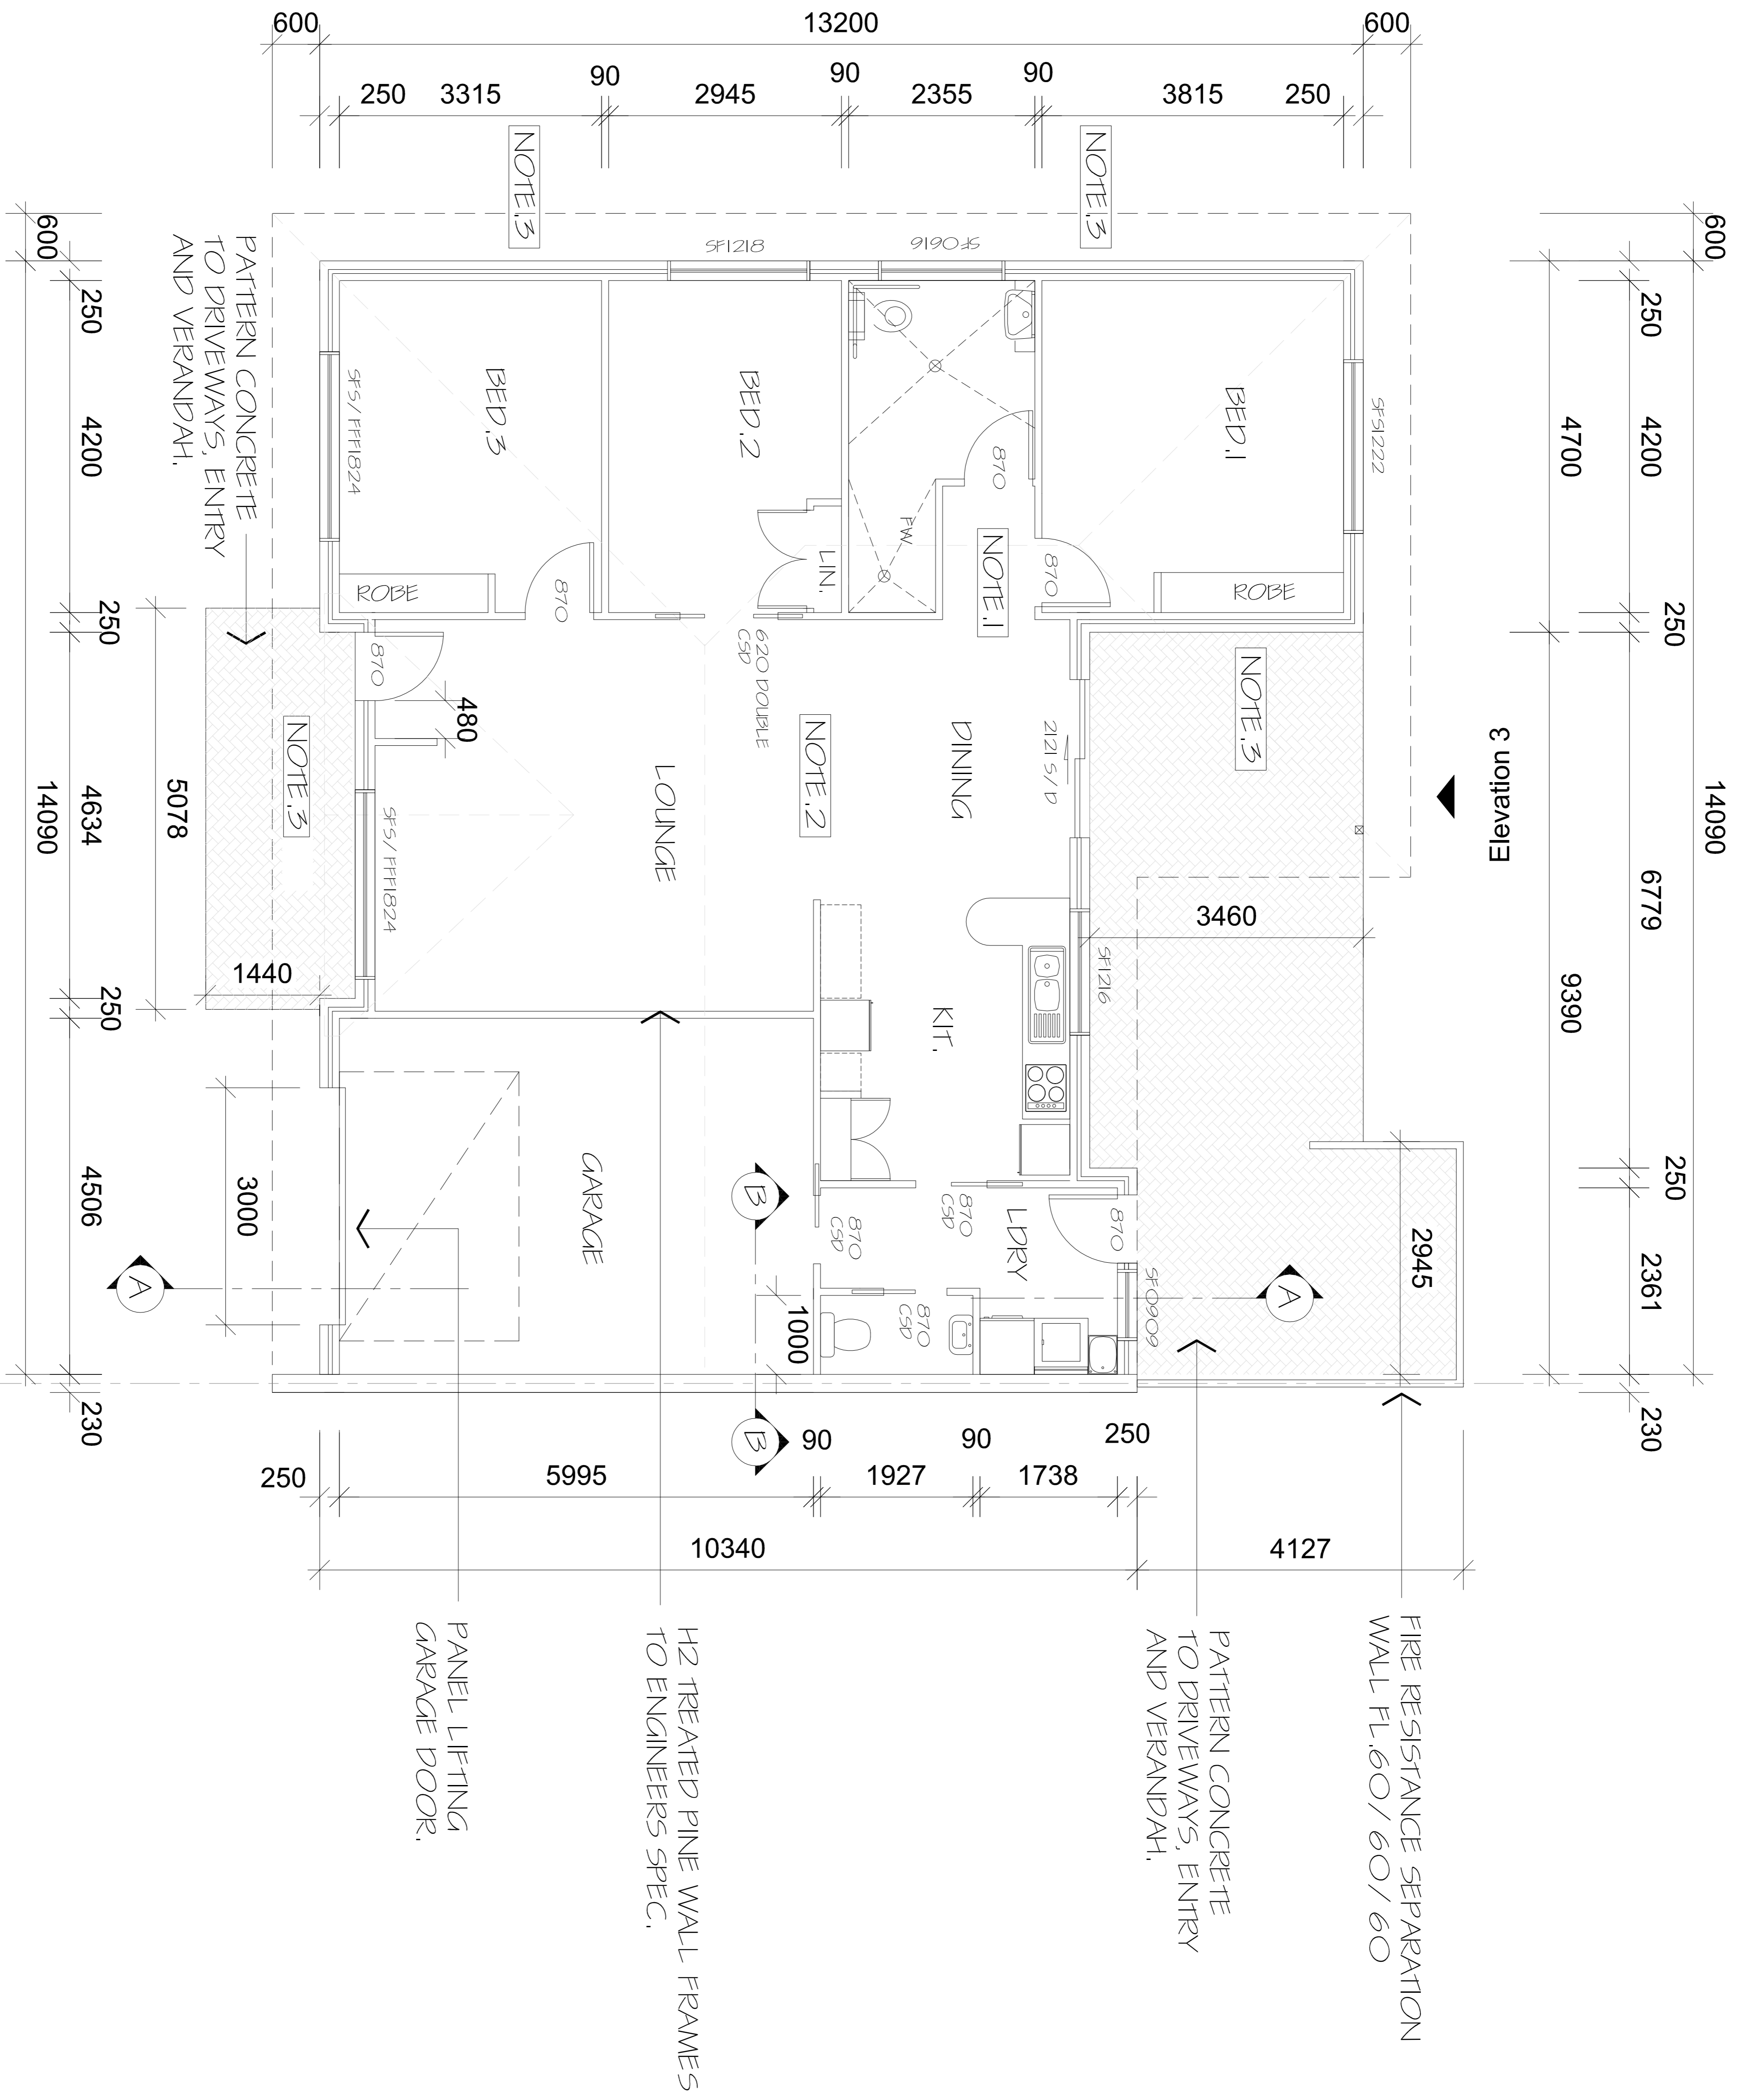 600
13200
600
250
3315
90
2945
90
2355
90
3815
250
NOTE.3
NOTE.3
600
14090
250
4200
250
6779
250
2361
230
4700
9390
Elevation 3
600
250
4200
250
4634
250
4506
230
14090
5078
3000
PATTERN CONCRETE
TO DRIVEWAYS, ENTRY
AND VERANDAH.
SF1218
SF0616
SFS1222
SFS/FFF1824
BED.3
BED.2
BED.1
870
FW
LIN.
NOTE.1
870
870
ROBE
ROBE
870
480
620 DOUBLE
CSD
NOTE.3
NOTE.3
NOTE.2
LOUNGE
DINING
2121 S/D
SFS/FFF1824
1440
3460
SF1216
KIT.
GARAGE
B
870
CSD
870
CSD
LDRY
870
2945
A
A
1000
870
CSD
SF0909
B
250
5995
90
1927
90
1738
250
10340
4127
PANEL LIFTING
GARAGE DOOR.
H2 TREATED PINE WALL FRAMES
TO ENGINEERS SPEC.
PATTERN CONCRETE
TO DRIVEWAYS, ENTRY
AND VERANDAH.
FIRE RESISTANCE SEPARATION
WALL FL.60/60/60